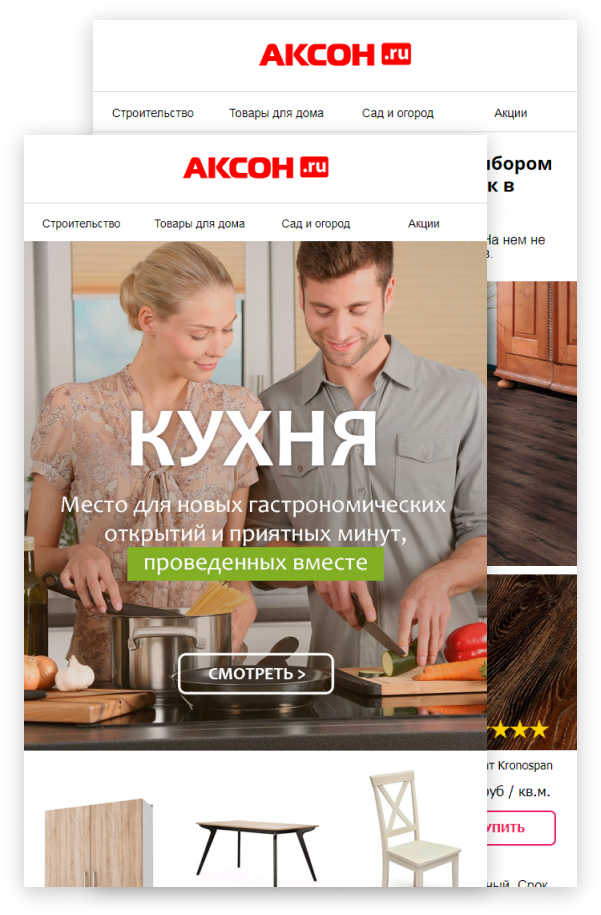 АКСОН.ru
Строительство Товары для дома Сад и огород Акции
ыбором
к в
На нем не
в.
АКСОН.ru
Строительство Товары для дома Сад и огород Акции
КУХНЯ
Место для новых гастрономических
открытий и приятных минут,
проведенных вместе
СМОТРЕТЬ >
ат Kronospan
руб / кв.м.
УПИТЬ
ный. Срок